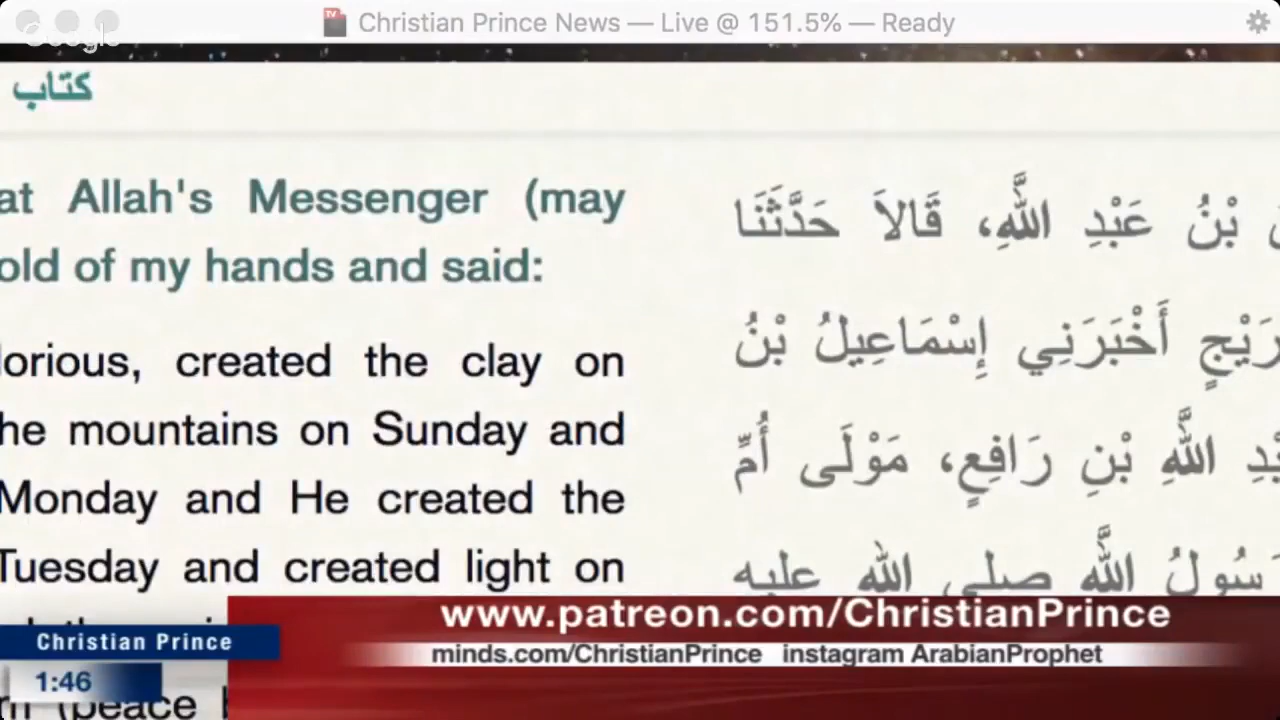 Christian Prince News — Live @ 151.5% — Ready
Google
كتاب
at Allah's Messenger (may
old of my hands and said:
lorious, created the clay on
he mountains on Sunday and
Monday and He created the
Tuesday and created light on
بْنُ عَبْدِ اللَّهِ، قَالاَ حَدَّثَنَا
رَيْجٍ أَخْبَرَنِي إِسْمَاعِيلُ بْنُ
بْدِ اللَّهِ بْنِ رَافِعٍ، مَوْلَى أُمِّ
سُولُ اللَّهِ صلى الله عليه
www.patreon.com/ChristianPrince
Christian Prince
minds.com/ChristianPrince instagram ArabianProphet
1:46
(peace